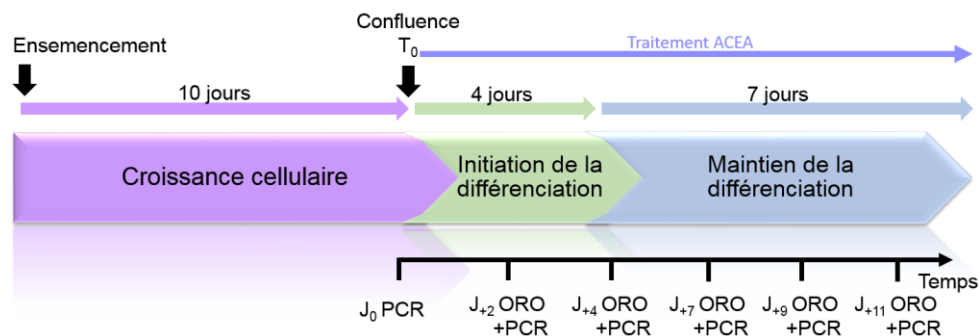 Ensemencement
Confluence
T₀
Traitement ACEA
10 jours
4 jours
7 jours
Croissance cellulaire
Initiation de la
différenciation
Maintien de la
différenciation
Temps
J₀ PCR
J₊₂ ORO
+PCR
J₊₄ ORO
+PCR
J₊₇ ORO
+PCR
J₊₉ ORO
+PCR
J₊₁₁ ORO
+PCR